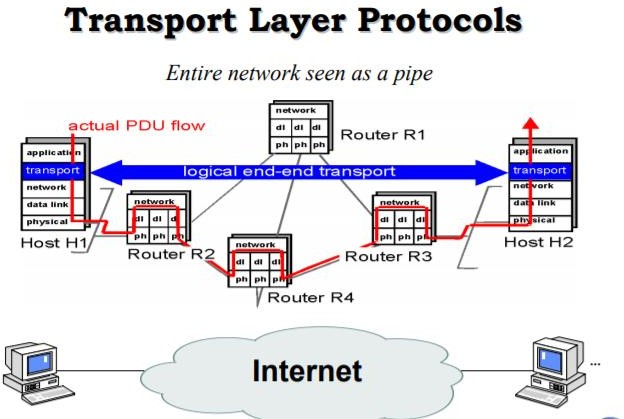 Transport Layer Protocols
Entire network seen as a pipe
actual PDU flow
network
dl dl dl
ph ph ph
Router R1
application
transport
network
data link
physical
Host H1
logical end-end transport
application
transport
network
data link
physical
Host H2
network
dl dl dl
ph ph ph
Router R2
network
dl dl dl
ph ph ph
Router R3
network
dl dl dl
ph ph ph
Router R4
Internet
...